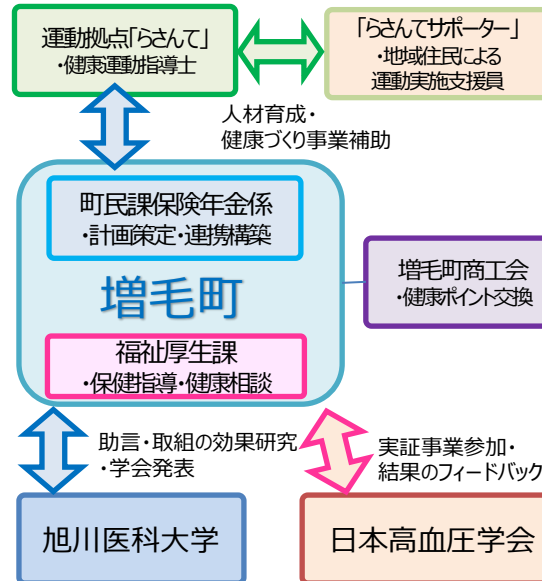 運動拠点「らさんて」
・健康運動指導士
「らさんてサポーター」
・地域住民による
運動実施支援員
人材育成・
健康づくり事業補助
町民課保険年金係
・計画策定・連携構築
増毛町
福祉厚生課
・保健指導・健康相談
増毛町商工会
・健康ポイント交換
助言・取組の効果研究
・学会発表
実証事業参加・
結果のフィードバック
旭川医科大学
日本高血圧学会